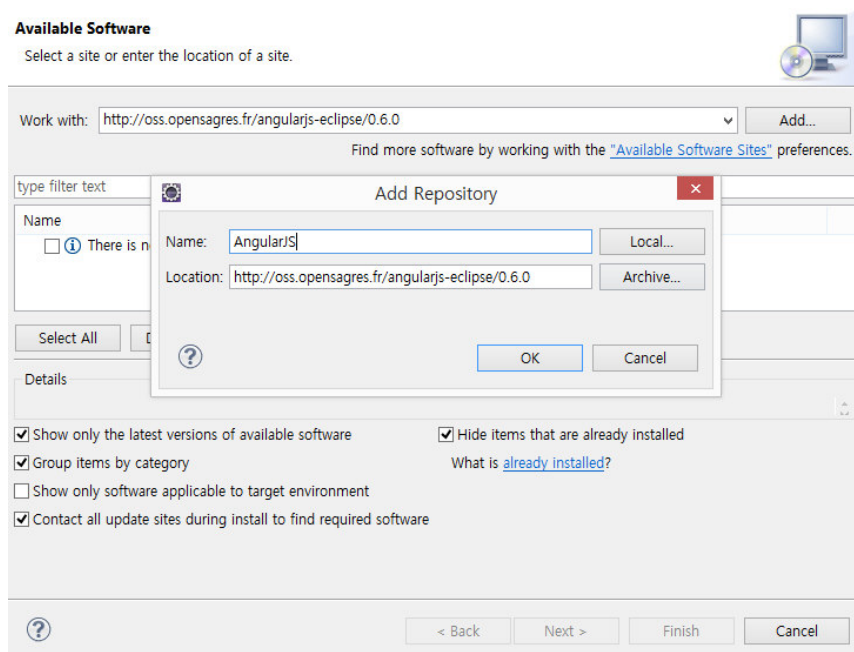 Available Software
Select a site or enter the location of a site.
Work with: http://oss.opensagres.fr/angularjs-eclipse/0.6.0 Add...
Find more software by working with the "Available Software Sites" preferences.
type filter text
Add Repository
Name
There is n
Name: AngularJS Local...
Location: http://oss.opensagres.fr/angularjs-eclipse/0.6.0 Archive...
Select All
OK Cancel
Details
Show only the latest versions of available software Hide items that are already installed
Group items by category What is already installed?
Show only software applicable to target environment
Contact all update sites during install to find required software
< Back Next > Finish Cancel